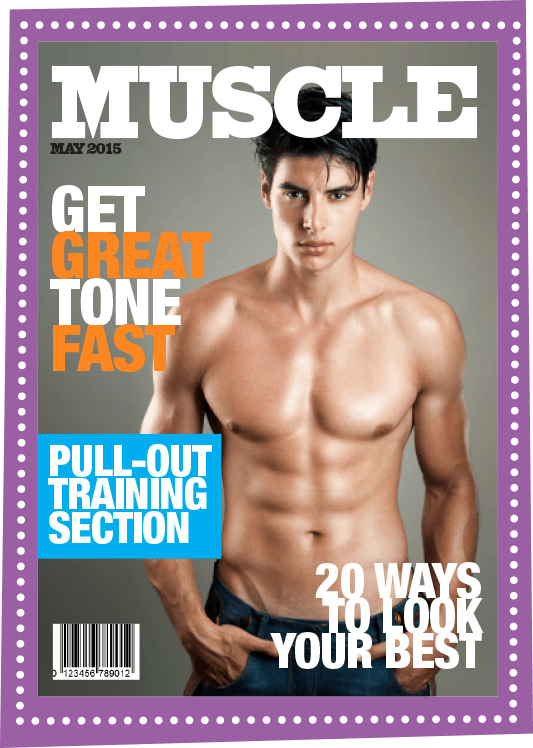 MUSCLE
MAY 2015
GET
GREAT
TONE
FAST
PULL-OUT
TRAINING
SECTION
20 WAYS
TO LOOK
YOUR BEST
0 123456 789012